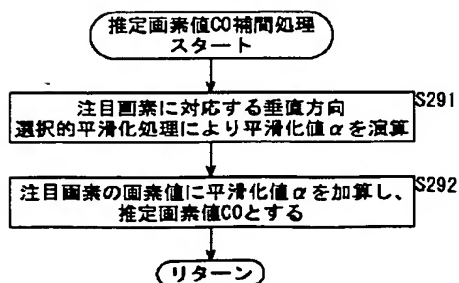 推定画素値CO補間処理
スタート
S291
注目画素に対応する垂直方向
選択的平滑化処理により平滑化値αを演算
S292
注目画素の画素値に平滑化値αを加算し、
推定画素値COとする
リターン